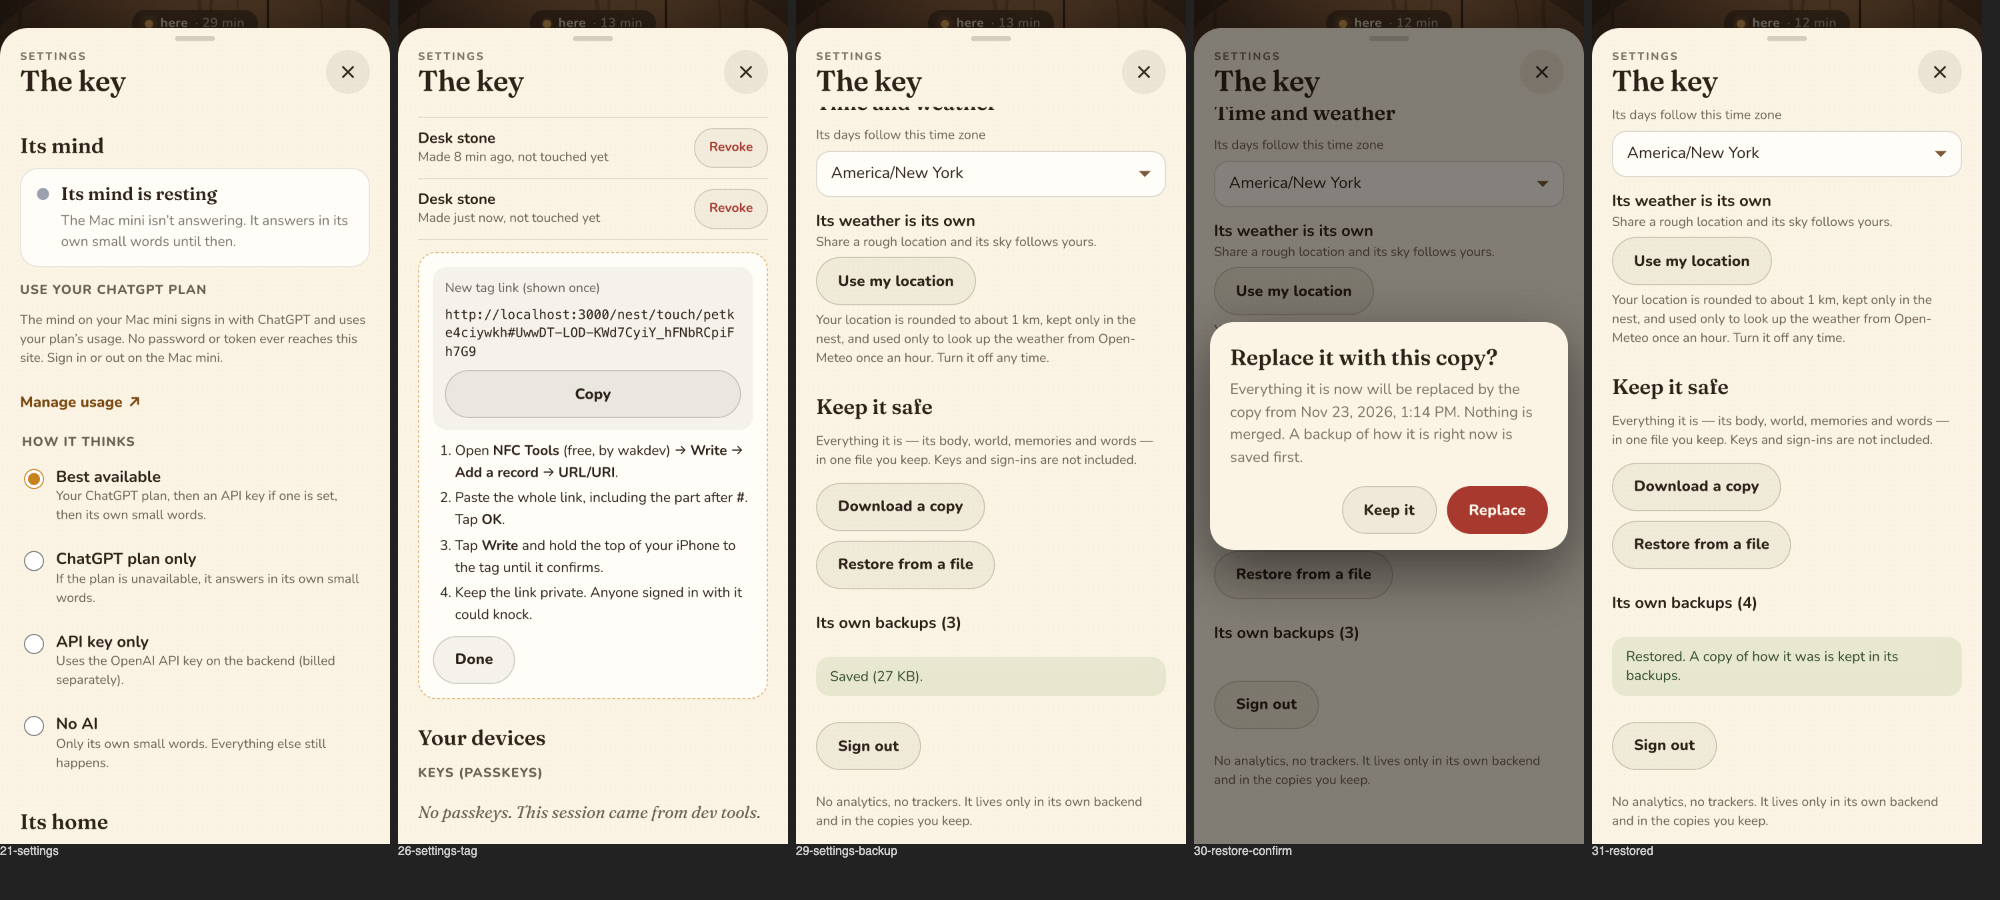 here · 29 min
SETTINGS
The key
Its mind
Its mind is resting
The Mac mini isn't answering. It answers in its
own small words until then.
USE YOUR CHATGPT PLAN
The mind on your Mac mini signs in with ChatGPT and uses
your plan's usage. No password or token ever reaches this
site. Sign in or out on the Mac mini.
Manage usage ↗
HOW IT THINKS
Best available
Your ChatGPT plan, then an API key if one is set,
then its own small words.
ChatGPT plan only
If the plan is unavailable, it answers in its own small
words.
API key only
Uses the OpenAI API key on the backend (billed
separately).
No AI
Only its own small words. Everything else still
happens.
Its home
21-settings
here · 13 min
SETTINGS
The key
Desk stone
Made 8 min ago, not touched yet
Revoke
Desk stone
Made just now, not touched yet
Revoke
New tag link (shown once)
http://localhost:3000/nest/touch/petk
e4ciywkh#UwwDT-LOD-KWd7CyiY_hFNbRCpiF
h7G9
Copy
1. Open NFC Tools (free, by wakdev) → Write →
Add a record → URL/URI.
2. Paste the whole link, including the part after #.
Tap OK.
3. Tap Write and hold the top of your iPhone to
the tag until it confirms.
4. Keep the link private. Anyone signed in with it
could knock.
Done
Your devices
KEYS (PASSKEYS)
No passkeys. This session came from dev tools.
26-settings-tag
here · 13 min
SETTINGS
The key
Time and weather
Its days follow this time zone
America/New York
Its weather is its own
Share a rough location and its sky follows yours.
Use my location
Your location is rounded to about 1 km, kept only in the
nest, and used only to look up the weather from Open-
Meteo once an hour. Turn it off any time.
Keep it safe
Everything it is — its body, world, memories and words —
in one file you keep. Keys and sign-ins are not included.
Download a copy
Restore from a file
Its own backups (3)
Saved (27 KB).
Sign out
No analytics, no trackers. It lives only in its own backend
and in the copies you keep.
29-settings-backup
here · 12 min
SETTINGS
The key
Time and weather
Its days follow this time zone
America/New York
Its weather is its own
Share a rough location and its sky follows yours.
Use my location
Replace it with this copy?
Everything it is now will be replaced by the
copy from Nov 23, 2026, 1:14 PM. Nothing is
merged. A backup of how it is right now is
saved first.
Keep it
Replace
Restore from a file
Its own backups (3)
Sign out
No analytics, no trackers. It lives only in its own backend
and in the copies you keep.
30-restore-confirm
here · 12 min
SETTINGS
The key
Its days follow this time zone
America/New York
Its weather is its own
Share a rough location and its sky follows yours.
Use my location
Your location is rounded to about 1 km, kept only in the
nest, and used only to look up the weather from Open-
Meteo once an hour. Turn it off any time.
Keep it safe
Everything it is — its body, world, memories and words —
in one file you keep. Keys and sign-ins are not included.
Download a copy
Restore from a file
Its own backups (4)
Restored. A copy of how it was is kept in its
backups.
Sign out
No analytics, no trackers. It lives only in its own backend
and in the copies you keep.
31-restored